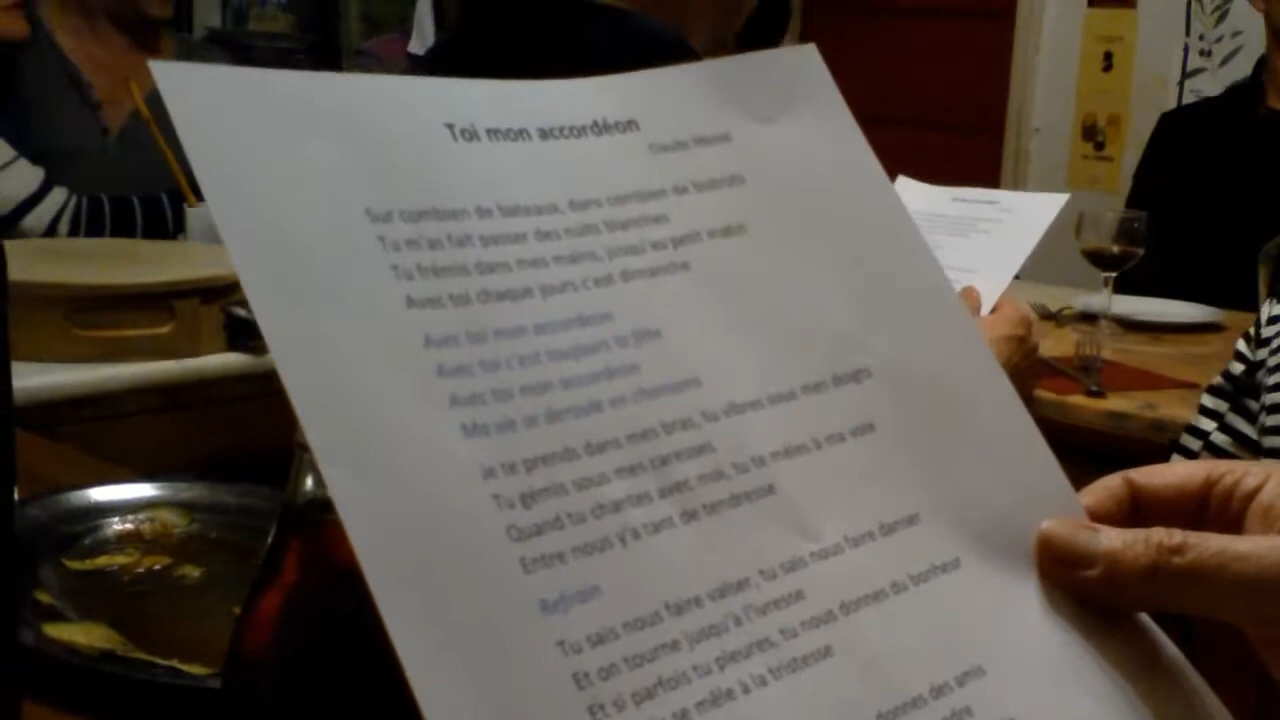 Toi mon accordéon
Claude
Sur combien de bateaux, dans combien de bistrots
Tu m'as fait passer des nuits blanches
Tu frémis dans mes mains, jusqu'au petit matin
Avec toi chaque jours c'est dimanche
Avec toi mon accordéon
Avec toi c'est toujours la fête
Avec toi mon accordéon
Ma vie se déroule en chansons
Je te prends dans mes bras, tu vibres sous mes doigts
Tu gémis sous mes caresses
Quand tu chantes avec moi, tu te mêles à ma voix
Entre nous y'a tant de tendresse
Refrain
Tu sais nous faire valser, tu sais nous faire danser
Et on tourne jusqu'à l'ivresse
Et si parfois tu pleures, tu nous donnes du bonheur
se mêle à la tristesse
donnes des amis